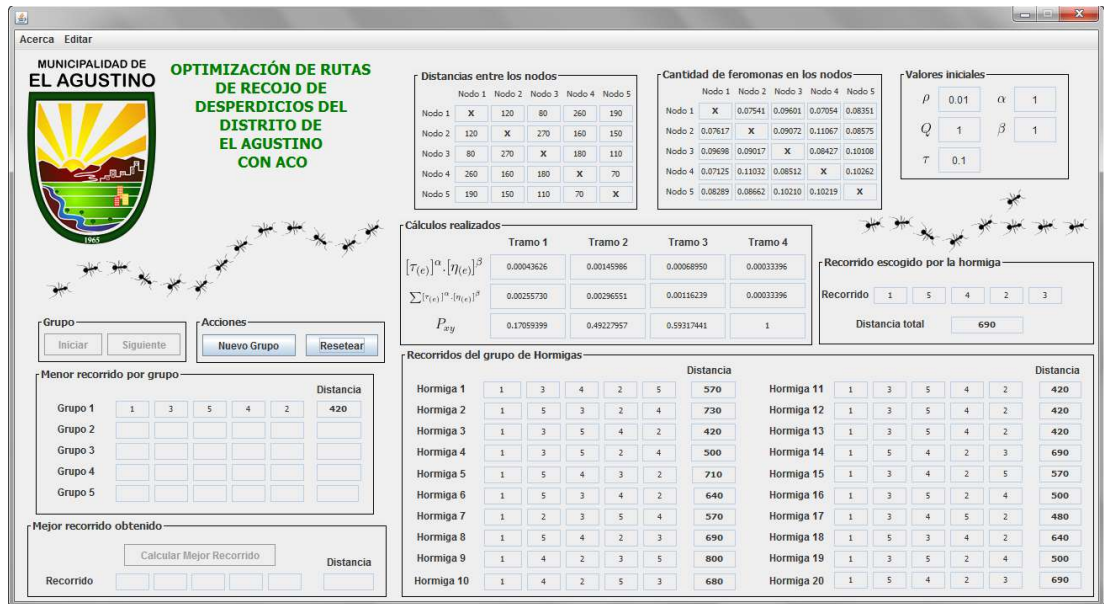 Acerca Editar
MUNICIPALIDAD DE
EL AGUSTINO
1965
OPTIMIZACIÓN DE RUTAS
DE RECOJO DE
DESPERDICIOS DEL
DISTRITO DE
EL AGUSTINO
CON ACO
Distancias entre los nodos
Nodo 1 Nodo 2 Nodo 3 Nodo 4 Nodo 5
Nodo 1 X 120 80 260 190
Nodo 2 120 X 270 160 150
Nodo 3 80 270 X 180 110
Nodo 4 260 160 180 X 70
Nodo 5 190 150 110 70 X
Cantidad de feromonas en los nodos
Nodo 1 Nodo 2 Nodo 3 Nodo 4 Nodo 5
Nodo 1 X 0.07541 0.09601 0.07054 0.08351
Nodo 2 0.07617 X 0.09072 0.11067 0.08575
Nodo 3 0.09698 0.09017 X 0.08427 0.10108
Nodo 4 0.07125 0.11032 0.08512 X 0.10262
Nodo 5 0.08289 0.08662 0.10210 0.10219 X
Valores iniciales
ρ 0.01 α 1
Q 1 β 1
τ 0.1
Cálculos realizados
Tramo 1 Tramo 2 Tramo 3 Tramo 4
[τ(e)]^α.[η(e)]^β 0.00043626 0.00145986 0.00068950 0.00033396
∑[τ(e)]^α.[η(e)]^β 0.00255730 0.00296551 0.00116239 0.00033396
Pxy 0.17059399 0.49227957 0.59317441 1
Recorrido escogido por la hormiga
Recorrido 1 5 4 2 3
Distancia total 690
Grupo
Iniciar Siguiente
Acciones
Nuevo Grupo Resetear
Menor recorrido por grupo
Distancia
Grupo 1 1 3 5 4 2 420
Grupo 2
Grupo 3
Grupo 4
Grupo 5
Mejor recorrido obtenido
Calcular Mejor Recorrido
Distancia
Recorrido
Recorridos del grupo de Hormigas
Distancia Distancia
Hormiga 1 1 3 4 2 5 570 Hormiga 11 1 3 5 4 2 420
Hormiga 2 1 5 3 2 4 730 Hormiga 12 1 3 5 4 2 420
Hormiga 3 1 3 5 4 2 420 Hormiga 13 1 3 5 4 2 420
Hormiga 4 1 3 5 2 4 500 Hormiga 14 1 5 4 2 3 690
Hormiga 5 1 5 4 3 2 710 Hormiga 15 1 3 4 2 5 570
Hormiga 6 1 5 3 4 2 640 Hormiga 16 1 3 5 2 4 500
Hormiga 7 1 2 3 5 4 570 Hormiga 17 1 3 4 5 2 480
Hormiga 8 1 5 4 2 3 690 Hormiga 18 1 5 3 4 2 640
Hormiga 9 1 4 2 3 5 800 Hormiga 19 1 3 5 2 4 500
Hormiga 10 1 4 2 5 3 680 Hormiga 20 1 5 4 2 3 690